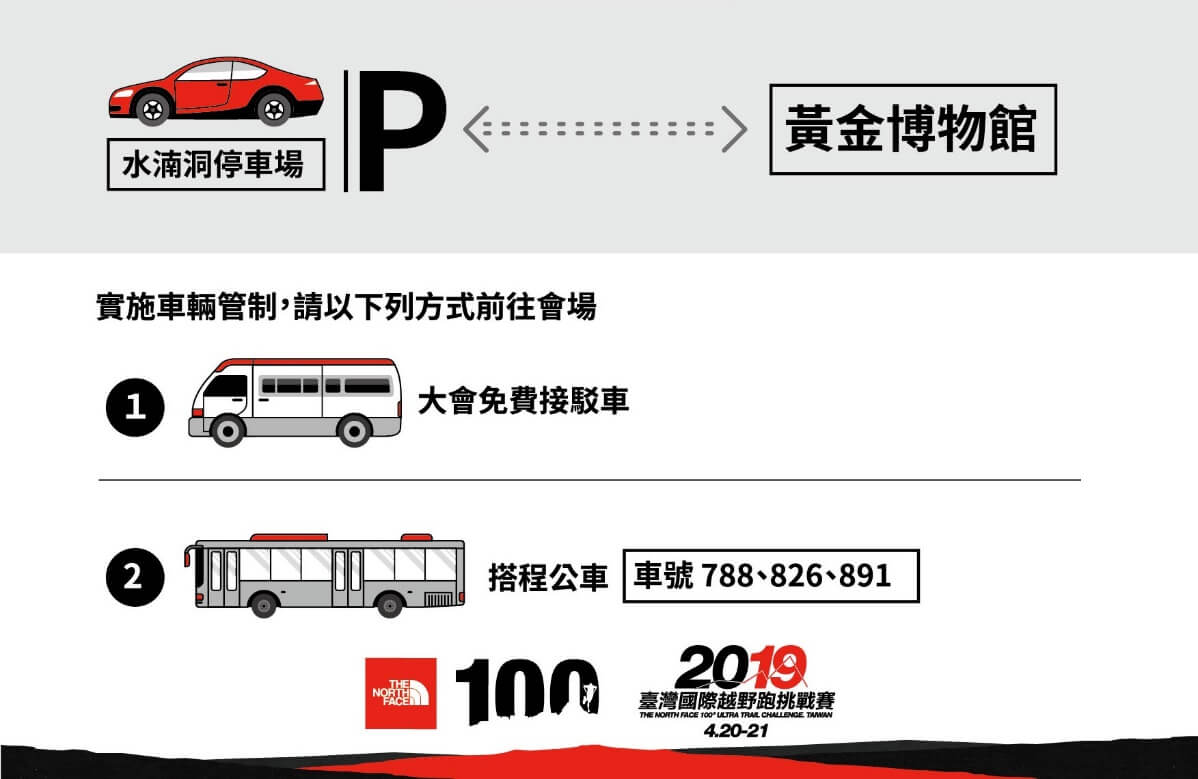 水湳洞停車場
P
黃金博物館
實施車輛管制,請以下列方式前往會場
1
大會免費接駁車
2
搭程公車
車號 788、826、891
THE
NORTH
FACE
100
2019
臺灣國際越野跑挑戰賽
THE NORTH FACE 100® ULTRA TRAIL CHALLENGE. TAIWAN
4.20-21